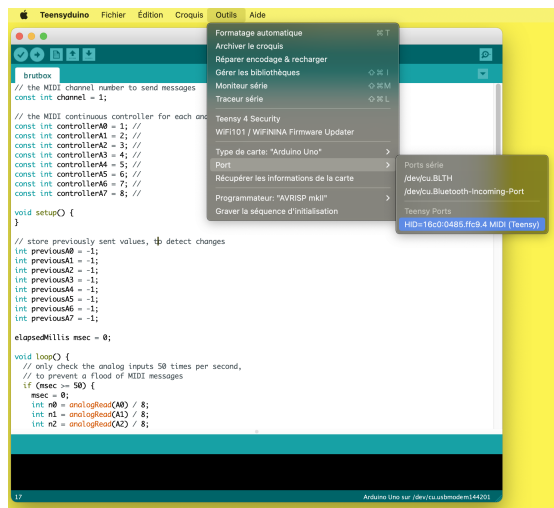 Teensyduino Fichier Édition Croquis Outils Aide
Formatage automatique ⌘ T
Archiver le croquis
Réparer encodage & recharger
Gérer les bibliothèques ⇧ ⌘ I
Moniteur série ⇧ ⌘ M
Traceur série ⇧ ⌘ L
Teensy 4 Security
WiFi101 / WiFiNINA Firmware Updater
Type de carte: "Arduino Uno"
Port
Récupérer les informations de la carte
Programmateur: "AVRISP mkII"
Graver la séquence d'initialisation
Ports série
/dev/cu.BLTH
/dev/cu.Bluetooth-Incoming-Port
Teensy Ports
HID=16c0:0485.ffc9.4 MIDI (Teensy)
brutbox
// the MIDI channel number to send messages
const int channel = 1;
// the MIDI continuous controller for each ana
const int controllerA0 = 1; //
const int controllerA1 = 2; //
const int controllerA2 = 3; //
const int controllerA3 = 4; //
const int controllerA4 = 5; //
const int controllerA5 = 6; //
const int controllerA6 = 7; //
const int controllerA7 = 8; //
void setup() {
}
// store previously sent values, to detect changes
int previousA0 = -1;
int previousA1 = -1;
int previousA2 = -1;
int previousA3 = -1;
int previousA4 = -1;
int previousA5 = -1;
int previousA6 = -1;
int previousA7 = -1;
elapsedMillis msec = 0;
void loop() {
// only check the analog inputs 50 times per second,
// to prevent a flood of MIDI messages
if (msec >= 50) {
msec = 0;
int n0 = analogRead(A0) / 8;
int n1 = analogRead(A1) / 8;
int n2 = analogRead(A2) / 8;
17 Arduino Uno sur /dev/cu.usbmodem144201